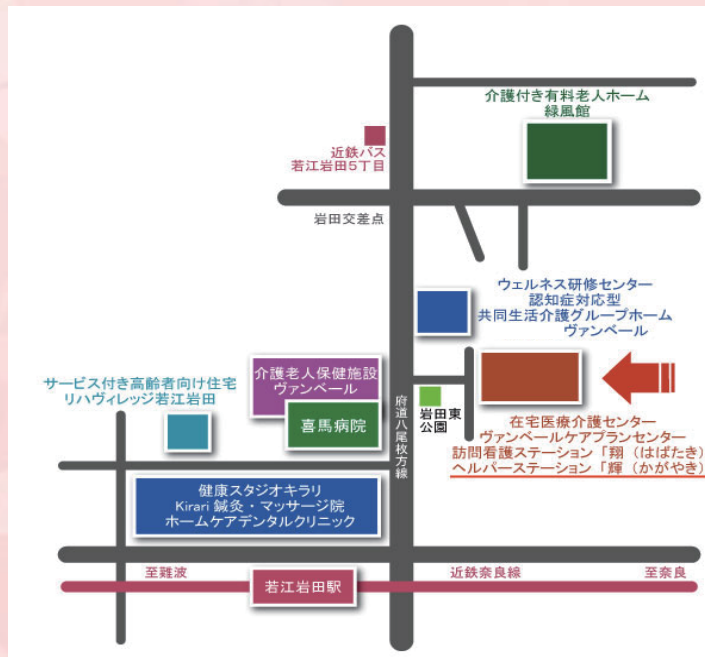 介護付き有料老人ホーム
緑風館
近鉄バス
若江岩田5丁目
岩田交差点
ウェルネス研修センター
認知症対応型
共同生活介護グループホーム
ヴァンベール
サービス付き高齢者向け住宅
リハヴィレッジ若江岩田
介護老人保健施設
ヴァンベール
喜馬病院
府道八尾枚方線
岩田東
公園
在宅医療介護センター
ヴァンベールケアプランセンター
訪問看護ステーション「翔（はばたき）
ヘルパーステーション「輝（かがやき）
健康スタジオキラリ
Kirari 鍼灸・マッサージ院
ホームケアデンタルクリニック
至難波
近鉄奈良線
至奈良
若江岩田駅